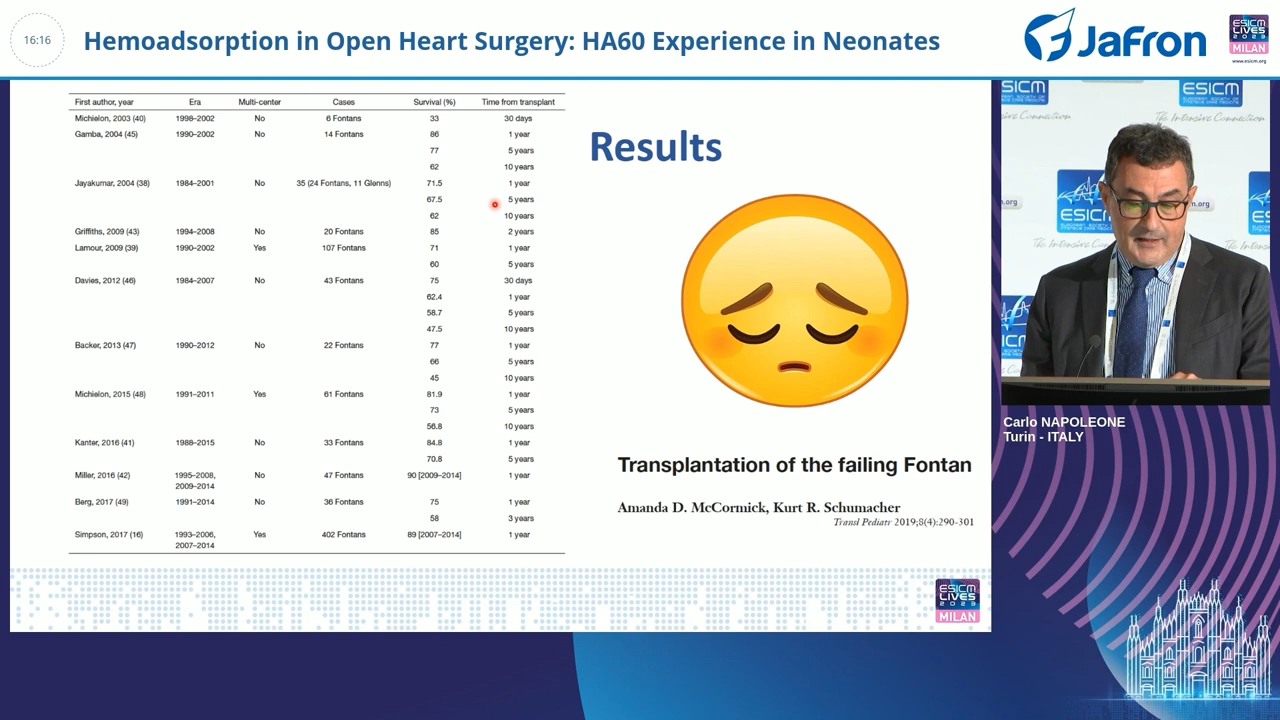 16:16
Hemoadsorption in Open Heart Surgery: HA60 Experience in Neonates
Jafron
ESICM
LIVES
2023
MILAN
www.esicm.org
First author, year Era Multi-center Cases Survival (%) Time from transplant
Michielon, 2003 (40) 1998–2002 No 6 Fontans 33 30 days
Gamba, 2004 (45) 1990–2002 No 14 Fontans 86 1 year
77 5 years
62 10 years
Jayakumar, 2004 (38) 1984–2001 No 35 (24 Fontans, 11 Glenns) 71.5 1 year
67.5 5 years
62 10 years
Griffiths, 2009 (43) 1994–2008 No 20 Fontans 85 2 years
Lamour, 2009 (39) 1990–2002 Yes 107 Fontans 71 1 year
60 5 years
Davies, 2012 (46) 1984–2007 No 43 Fontans 75 30 days
62.4 1 year
58.7 5 years
47.5 10 years
Backer, 2013 (47) 1990–2012 No 22 Fontans 77 1 year
66 5 years
45 10 years
Michielon, 2015 (48) 1991–2011 Yes 61 Fontans 81.9 1 year
73 5 years
56.8 10 years
Kanter, 2016 (41) 1988–2015 No 33 Fontans 84.8 1 year
70.8 5 years
Miller, 2016 (42) 1995–2008, No 47 Fontans 90 [2009–2014] 1 year
2009–2014
Berg, 2017 (49) 1991–2014 No 36 Fontans 75 1 year
58 3 years
Simpson, 2017 (16) 1993–2006, Yes 402 Fontans 89 [2007–2014] 1 year
2007–2014
Results
Transplantation of the failing Fontan
Amanda D. McCormick, Kurt R. Schumacher
Transl Pediatr 2019;8(4):290-301
ESICM
LIVES
2023
MILAN
ESICM
The Intensive Connection
ESICM
Carlo NAPOLEONE
Turin - ITALY